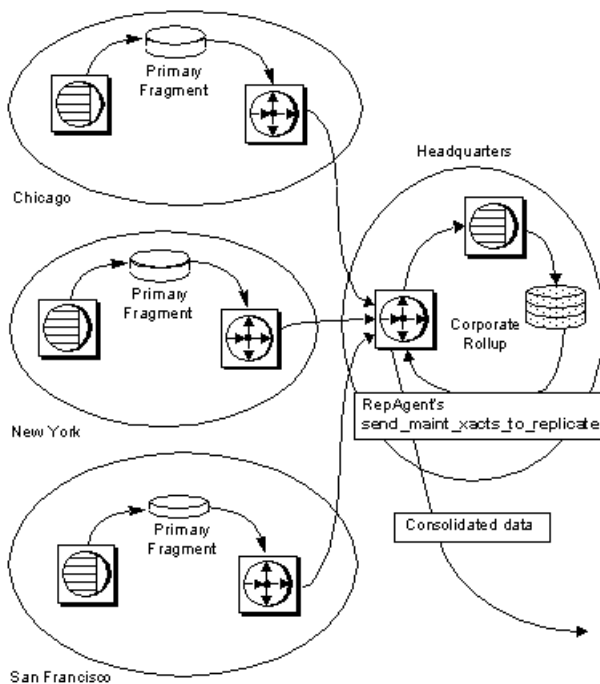 Primary
Fragment
Chicago
Headquarters
Primary
Fragment
New York
Corporate
Rollup
RepAgent's
send_maint_xacts_to_replicate
Primary
Fragment
Consolidated data
San Francisco